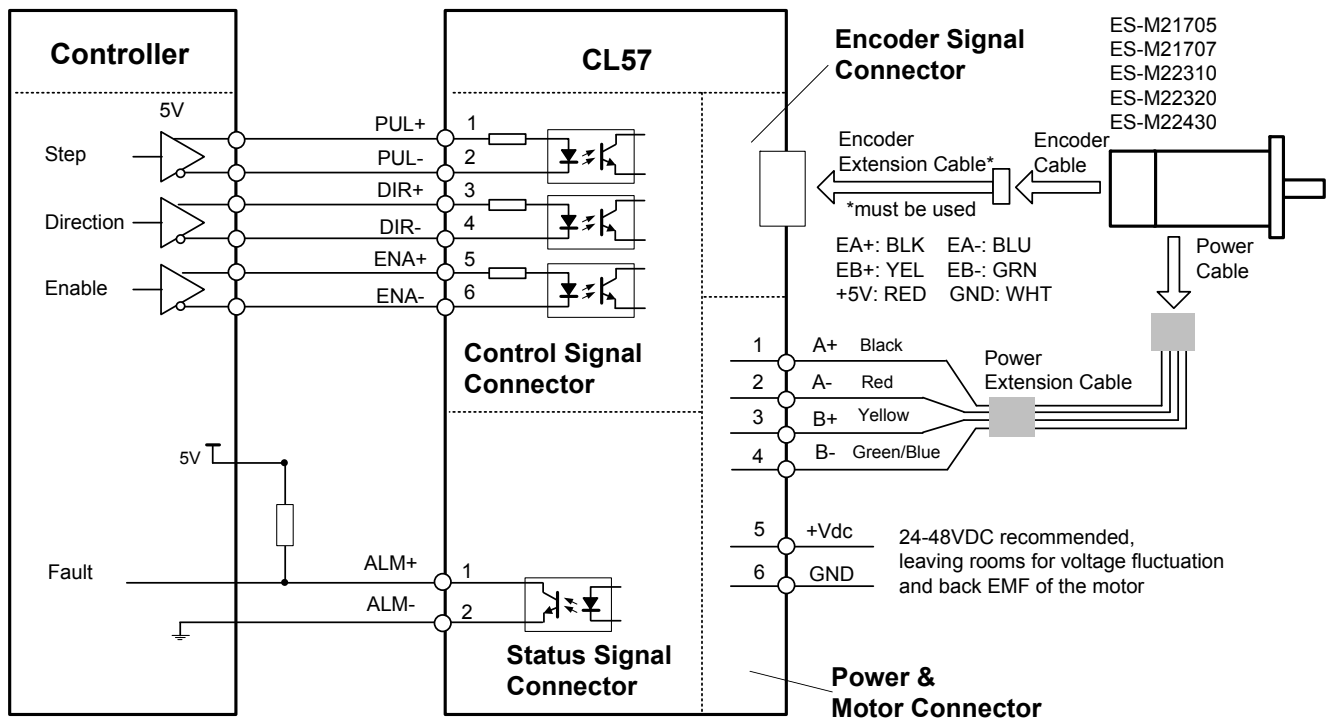 Controller
5V
Step
Direction
Enable
5V
Fault
PUL+
PUL-
DIR+
DIR-
ENA+
ENA-
ALM+
ALM-
CL57
1
2
3
4
5
6
Control Signal
Connector
1
2
Status Signal
Connector
Encoder Signal
Connector
Encoder
Extension Cable*
*must be used
Encoder
Cable
ES-M21705
ES-M21707
ES-M22310
ES-M22320
ES-M22430
EA+: BLK EA-: BLU
EB+: YEL EB-: GRN
+5V: RED GND: WHT
Power
Cable
1 A+ Black
2 A- Red
3 B+ Yellow
4 B- Green/Blue
Power
Extension Cable
5 +Vdc
6 GND
24-48VDC recommended,
leaving rooms for voltage fluctuation
and back EMF of the motor
Power &
Motor Connector